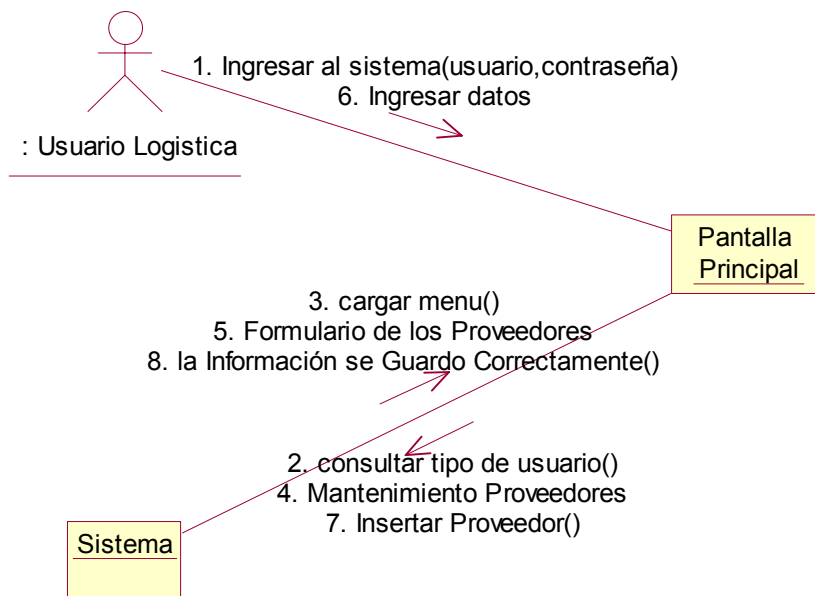 1. Ingresar al sistema(usuario,contraseña)
6. Ingresar datos
: Usuario Logistica
Pantalla
Principal
3. cargar menu()
5. Formulario de los Proveedores
8. la Información se Guardo Correctamente()
2. consultar tipo de usuario()
4. Mantenimiento Proveedores
7. Insertar Proveedor()
Sistema